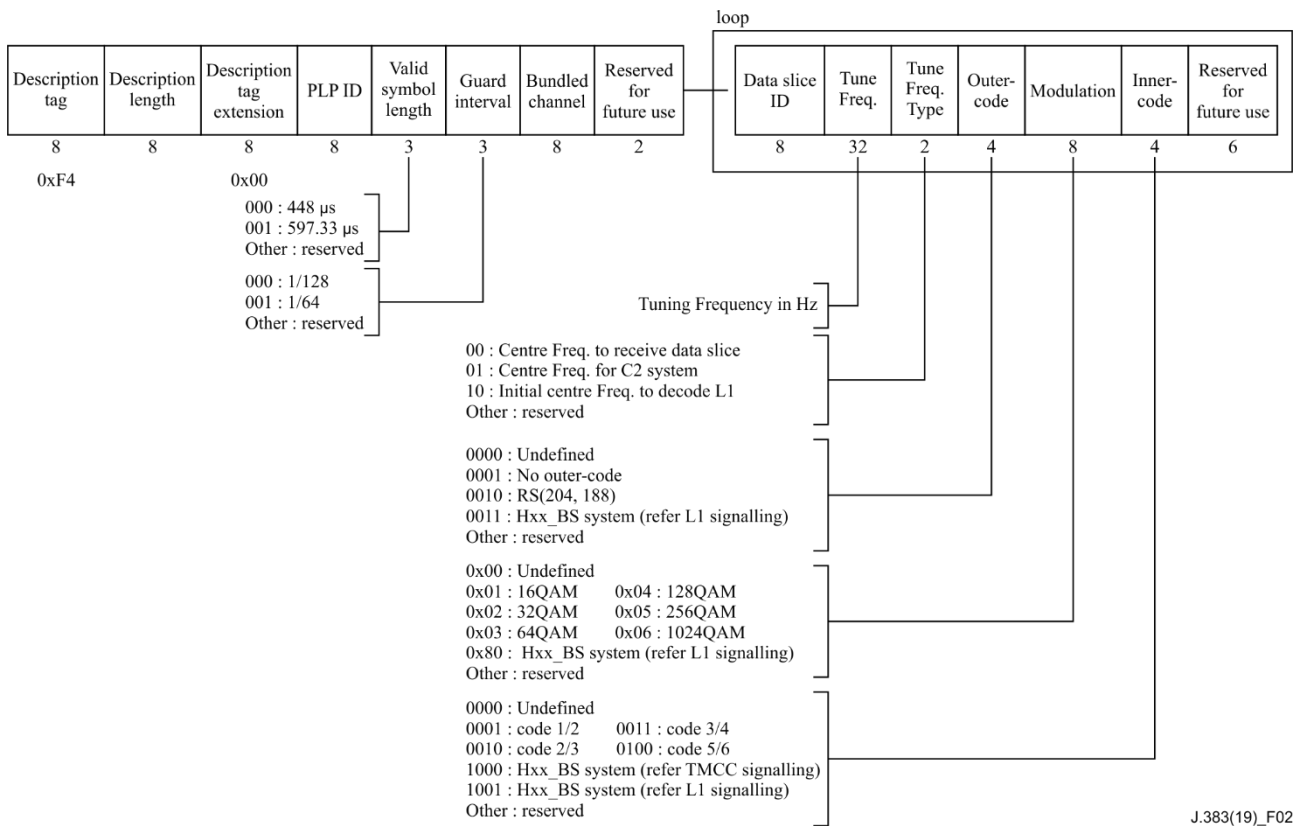 loop
Description tag
Description length
Description tag extension
PLP ID
Valid symbol length
Guard interval
Bundled channel
Reserved for future use
Data slice ID
Tune Freq.
Tune Freq. Type
Outer-code
Modulation
Inner-code
Reserved for future use
8 8 8 8 3 3 8 2 8 32 2 4 8 4 6
0xF4 0x00
000 : 448 µs
001 : 597.33 µs
Other : reserved
000 : 1/128
001 : 1/64
Other : reserved
Tuning Frequency in Hz
00 : Centre Freq. to receive data slice
01 : Centre Freq. for C2 system
10 : Initial centre Freq. to decode L1
Other : reserved
0000 : Undefined
0001 : No outer-code
0010 : RS(204, 188)
0011 : Hxx_BS system (refer L1 signalling)
Other : reserved
0x00 : Undefined
0x01 : 16QAM 0x04 : 128QAM
0x02 : 32QAM 0x05 : 256QAM
0x03 : 64QAM 0x06 : 1024QAM
0x80 : Hxx_BS system (refer L1 signalling)
Other : reserved
0000 : Undefined
0001 : code 1/2 0011 : code 3/4
0010 : code 2/3 0100 : code 5/6
1000 : Hxx_BS system (refer TMCC signalling)
1001 : Hxx_BS system (refer L1 signalling)
Other : reserved
J.383(19)_F02